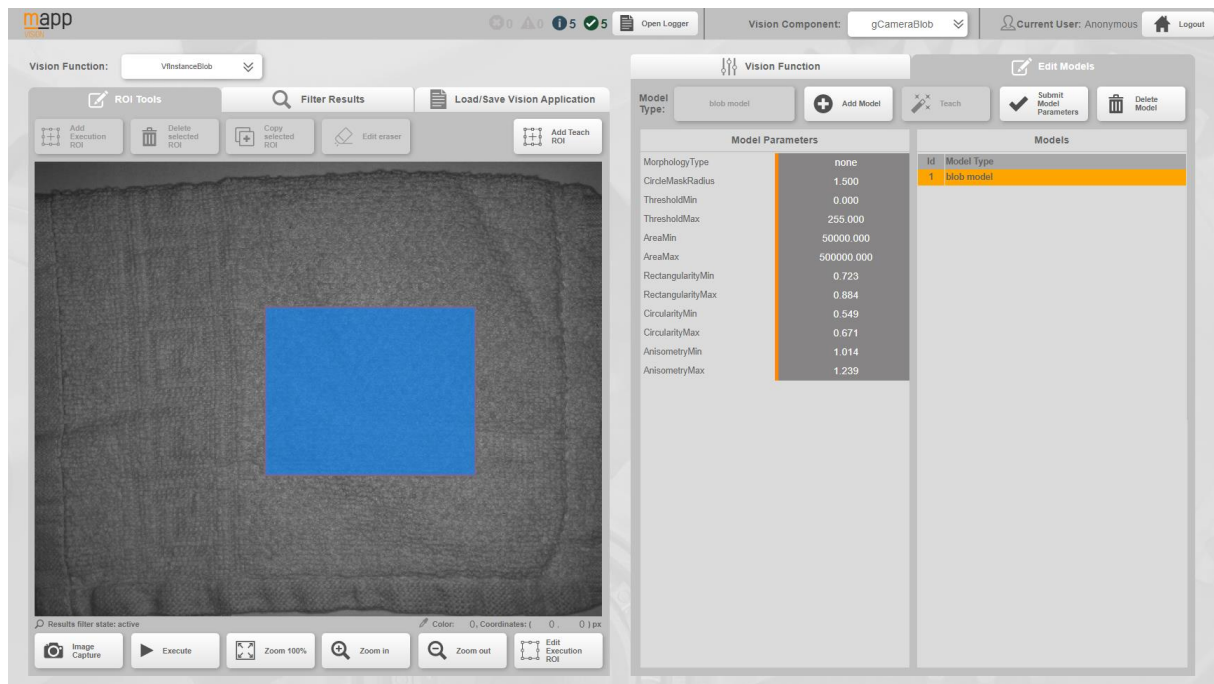 mapp
VISION
0 0 5 5
Open Logger
Vision Component:
gCameraBlob
Current User: Anonymous
Logout
Vision Function:
VfInstanceBlob
ROI Tools
Filter Results
Load/Save Vision Application
Add
Execution
ROI
Delete
selected
ROI
Copy
selected
ROI
Edit eraser
Add Teach
ROI
Results filter state: active
Color: 0, Coordinates: ( 0 , 0 ) px
Image
Capture
Execute
Zoom 100%
Zoom in
Zoom out
Edit
Execution
ROI
Vision Function
Edit Models
Model
Type:
blob model
Add Model
Teach
Submit
Model
Parameters
Delete
Model
Model Parameters
MorphologyType none
CircleMaskRadius 1.500
ThresholdMin 0.000
ThresholdMax 255.000
AreaMin 50000.000
AreaMax 500000.000
RectangularityMin 0.723
RectangularityMax 0.884
CircularityMin 0.549
CircularityMax 0.671
AnisometryMin 1.014
AnisometryMax 1.239
Models
Id Model Type
1 blob model